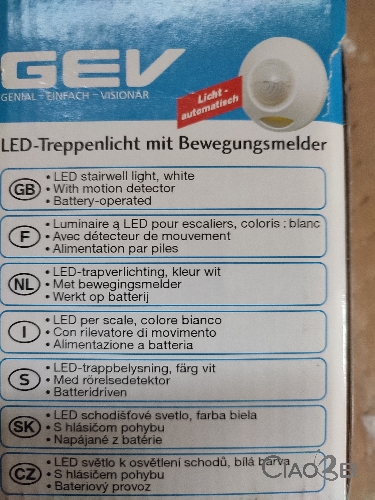 GEV
GENIAL - EINFACH - VISIONÄR
Licht -
automatisch
LED-Treppenlicht mit Bewegungsmelder
GB
• LED stairwell light, white
• With motion detector
• Battery-operated
F
• Luminaire a LED pour escaliers, coloris : blanc
• Avec détecteur de mouvement
• Alimentation par piles
NL
• LED-trapverlichting, kleur wit
• Met bewegingsmelder
• Werkt op batterij
I
• LED per scale, colore bianco
• Con rilevatore di movimento
• Alimentazione a batteria
S
• LED-trappbelysning, färg vit
• Med rörelsedetektor
• Batteridriven
SK
• LED schodišťové svetlo, farba biela
• S hlásičom pohybu
• Napájané z batérie
CZ
• LED světlo k osvětlení schodů, bílá barva
• S hlásičem pohybu
• Bateriový provoz